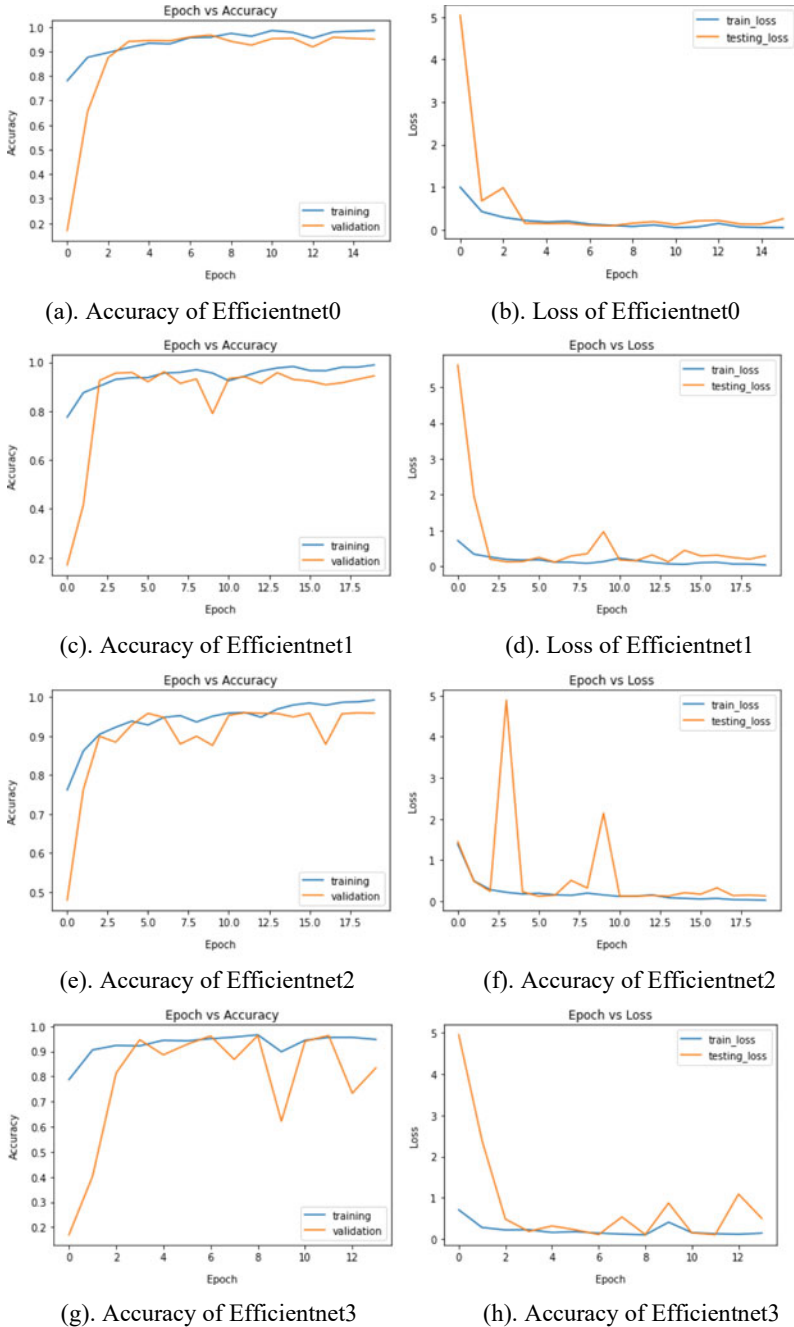 Epoch vs Accuracy
1.0
0.9
0.8
0.7
0.6
0.5
0.4
0.3
0.2
Accuracy
training
validation
0 2 4 6 8 10 12 14
Epoch
5
4
3
2
1
0
Loss
train_loss
testing_loss
0 2 4 6 8 10 12 14
Epoch
(a). Accuracy of Efficientnet0
(b). Loss of Efficientnet0
Epoch vs Accuracy
1.0
0.8
0.6
0.4
0.2
Accuracy
training
validation
0.0 2.5 5.0 7.5 10.0 12.5 15.0 17.5
Epoch
Epoch vs Loss
5
4
3
2
1
0
Loss
train_loss
testing_loss
0.0 2.5 5.0 7.5 10.0 12.5 15.0 17.5
Epoch
(c). Accuracy of Efficientnet1
(d). Loss of Efficientnet1
Epoch vs Accuracy
1.0
0.9
0.8
0.7
0.6
0.5
Accuracy
training
validation
0.0 2.5 5.0 7.5 10.0 12.5 15.0 17.5
Epoch
Epoch vs Loss
5
4
3
2
1
0
Loss
train_loss
testing_loss
0.0 2.5 5.0 7.5 10.0 12.5 15.0 17.5
Epoch
(e). Accuracy of Efficientnet2
(f). Accuracy of Efficientnet2
Epoch vs Accuracy
1.0
0.9
0.8
0.7
0.6
0.5
0.4
0.3
0.2
Accuracy
training
validation
0 2 4 6 8 10 12
Epoch
Epoch vs Loss
5
4
3
2
1
0
Loss
train_loss
testing_loss
0 2 4 6 8 10 12
Epoch
(g). Accuracy of Efficientnet3
(h). Accuracy of Efficientnet3